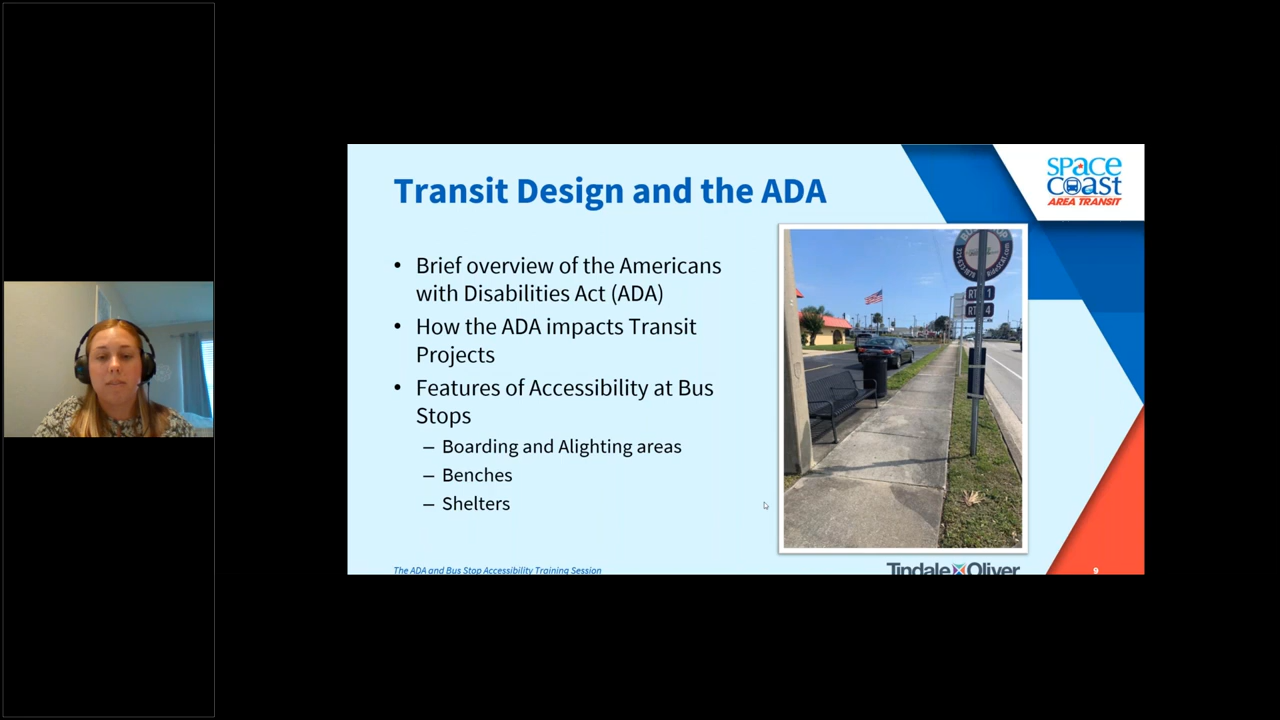 space
coast
AREA TRANSIT
Transit Design and the ADA
• Brief overview of the Americans
with Disabilities Act (ADA)
• How the ADA impacts Transit
Projects
• Features of Accessibility at Bus
Stops
– Boarding and Alighting areas
– Benches
– Shelters
The ADA and Bus Stop Accessibility Training Session
Tindale Oliver
9